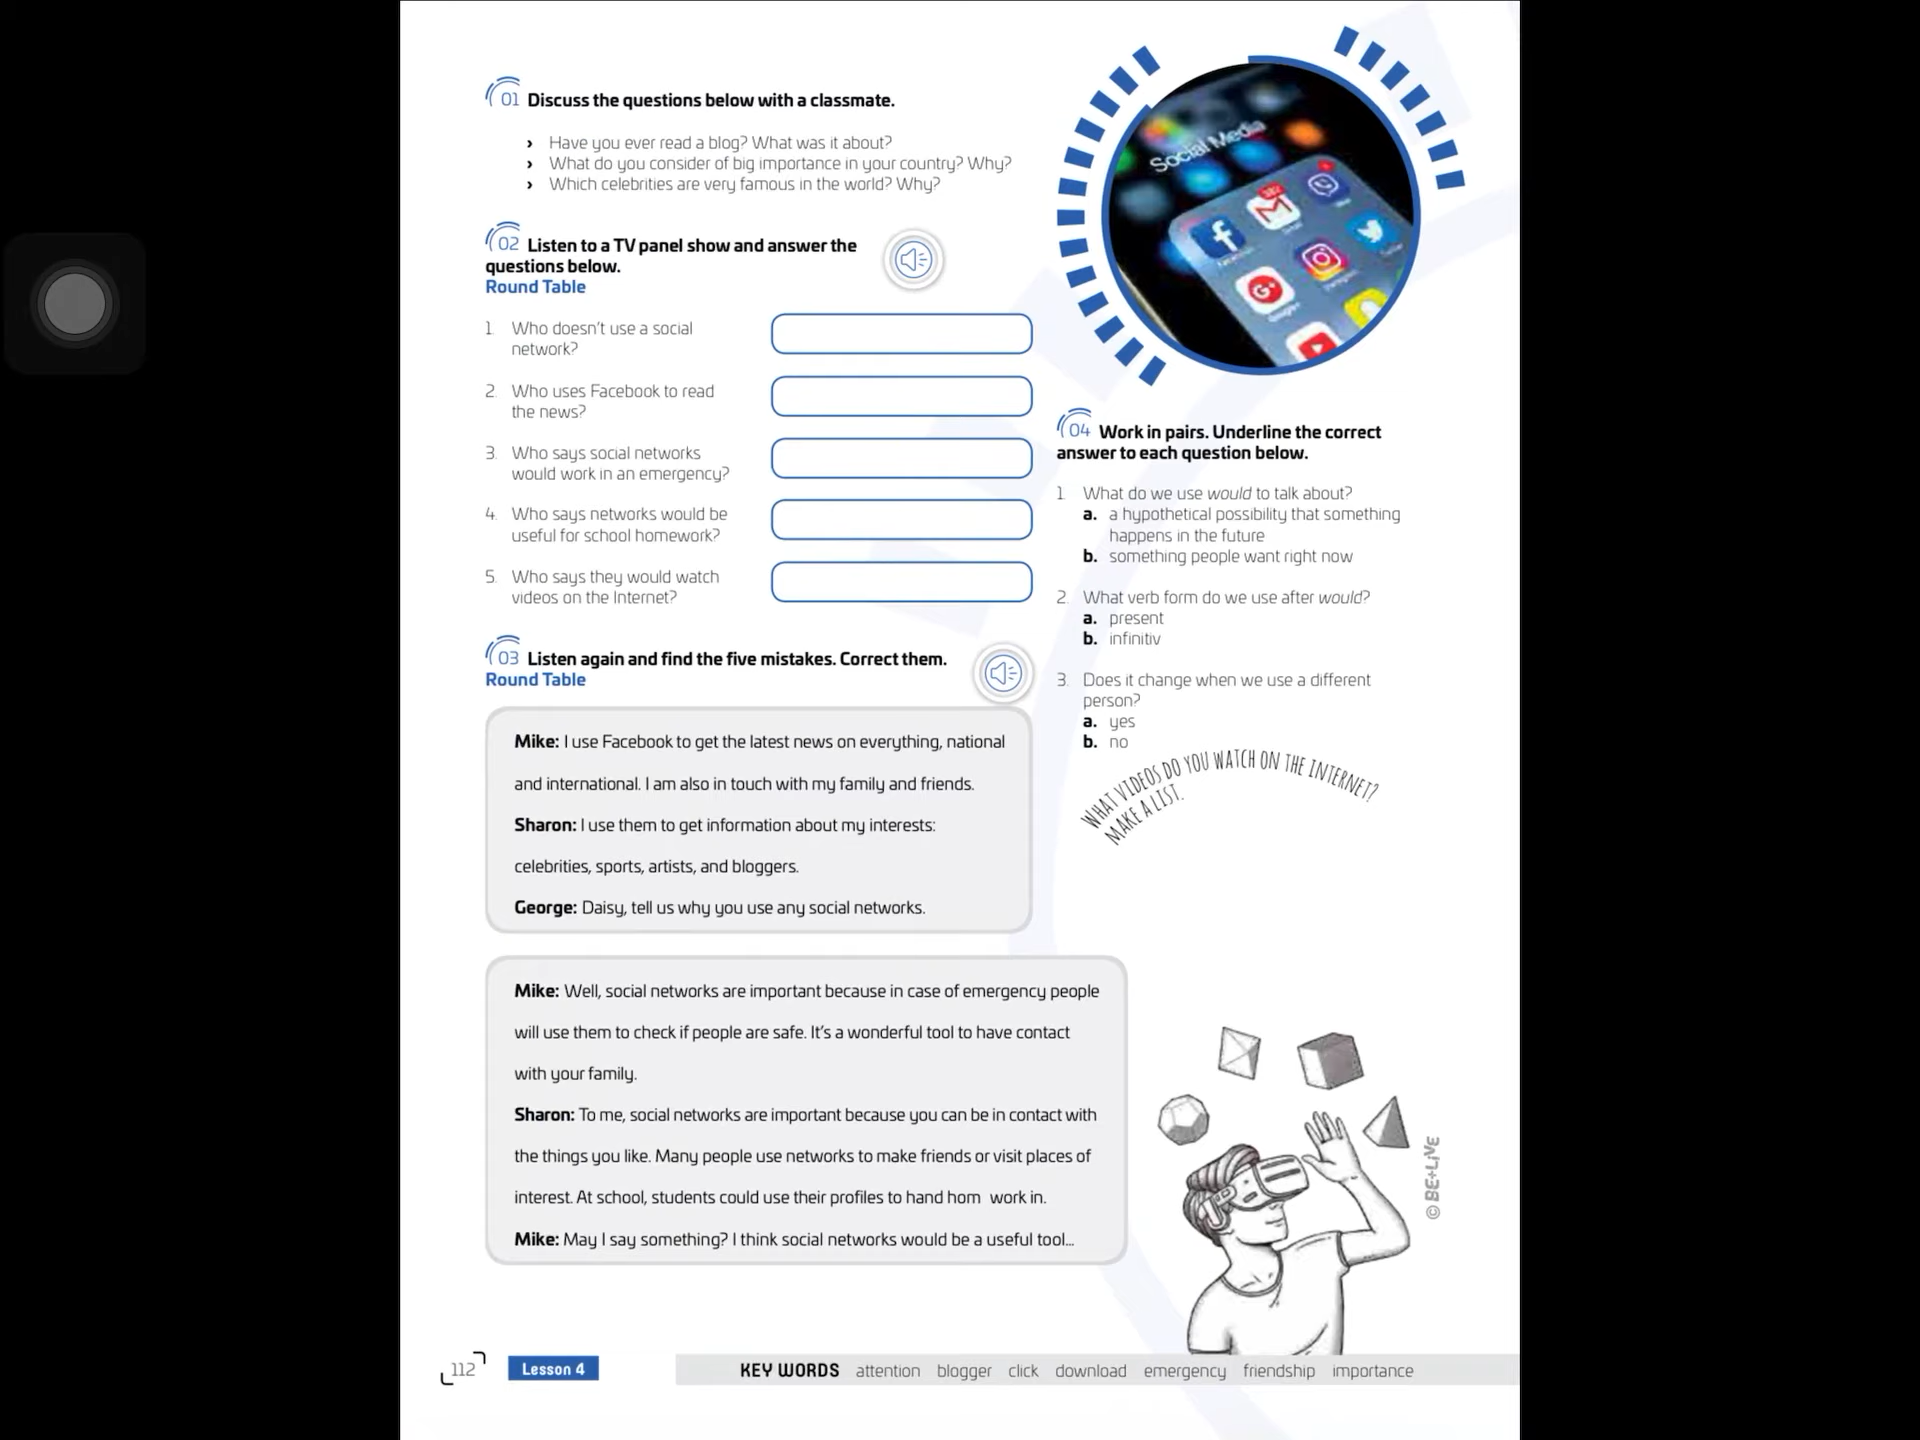 01 Discuss the questions below with a classmate.
› Have you ever read a blog? What was it about?
› What do you consider of big importance in your country? Why?
› Which celebrities are very famous in the world? Why?
02 Listen to a TV panel show and answer the
questions below.
Round Table
1. Who doesn't use a social
network?
2. Who uses Facebook to read
the news?
3. Who says social networks
would work in an emergency?
4. Who says networks would be
useful for school homework?
5. Who says they would watch
videos on the Internet?
03 Listen again and find the five mistakes. Correct them.
Round Table
Mike: I use Facebook to get the latest news on everything, national
and international. I am also in touch with my family and friends.
Sharon: I use them to get information about my interests:
celebrities, sports, artists, and bloggers.
George: Daisy, tell us why you use any social networks.
Mike: Well, social networks are important because in case of emergency people
will use them to check if people are safe. It's a wonderful tool to have contact
with your family.
Sharon: To me, social networks are important because you can be in contact with
the things you like. Many people use networks to make friends or visit places of
interest. At school, students could use their profiles to hand hom work in.
Mike: May I say something? I think social networks would be a useful tool...
Social Media
04 Work in pairs. Underline the correct
answer to each question below.
1. What do we use would to talk about?
a. a hypothetical possibility that something
happens in the future
b. something people want right now
2. What verb form do we use after would?
a. present
b. infinitiv
3. Does it change when we use a different
person?
a. yes
b. no
WHAT VIDEOS DO YOU WATCH ON THE INTERNET?
MAKE A LIST.
© BE+LiVE
112 Lesson 4
KEY WORDS attention blogger click download emergency friendship importance